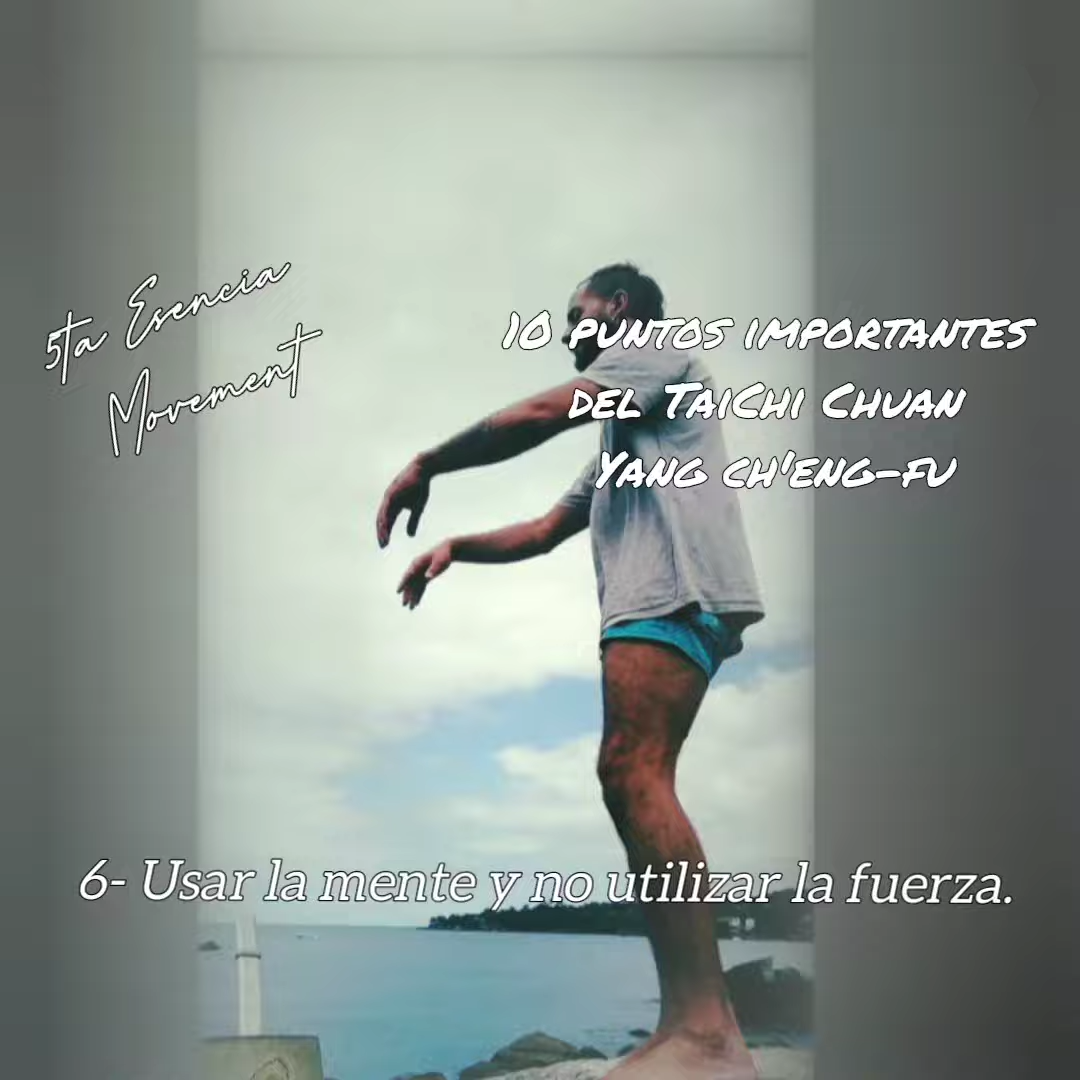 5ta Esencia
Movement
10 puntos importantes
del TaiChi Chuan
Yang ch'eng-fu
6- Usar la mente y no utilizar la fuerza.